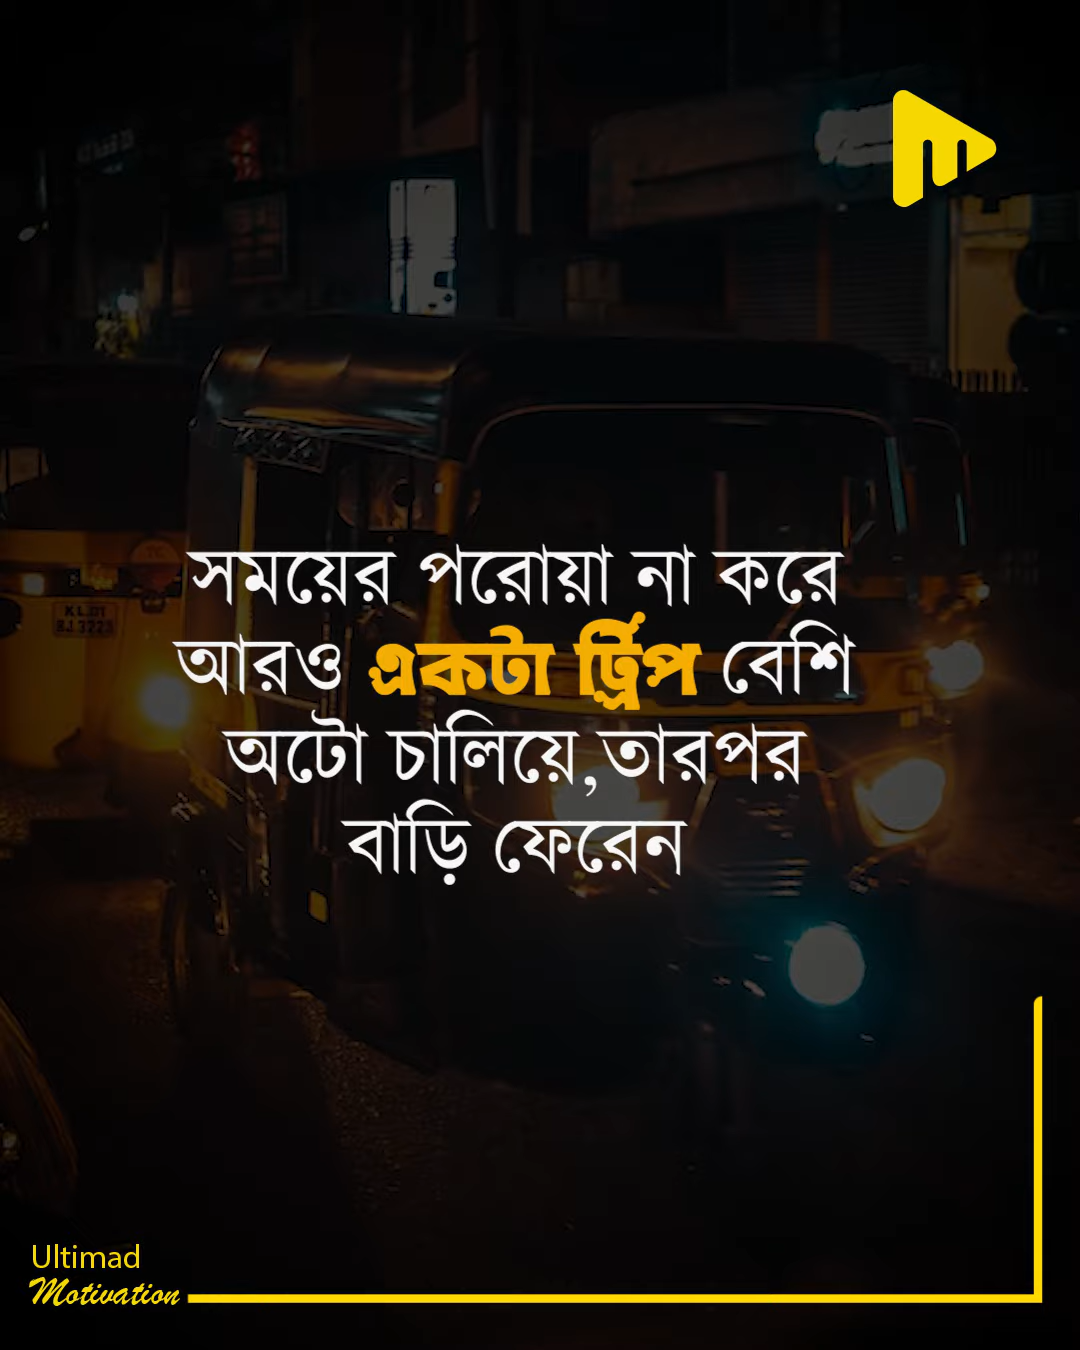 সময়ের পরোয়া না করে
আরও একটা ট্রিপ বেশি
অটো চালিয়ে,তারপর
বাড়ি ফেরেন
Ultimad
Motivation